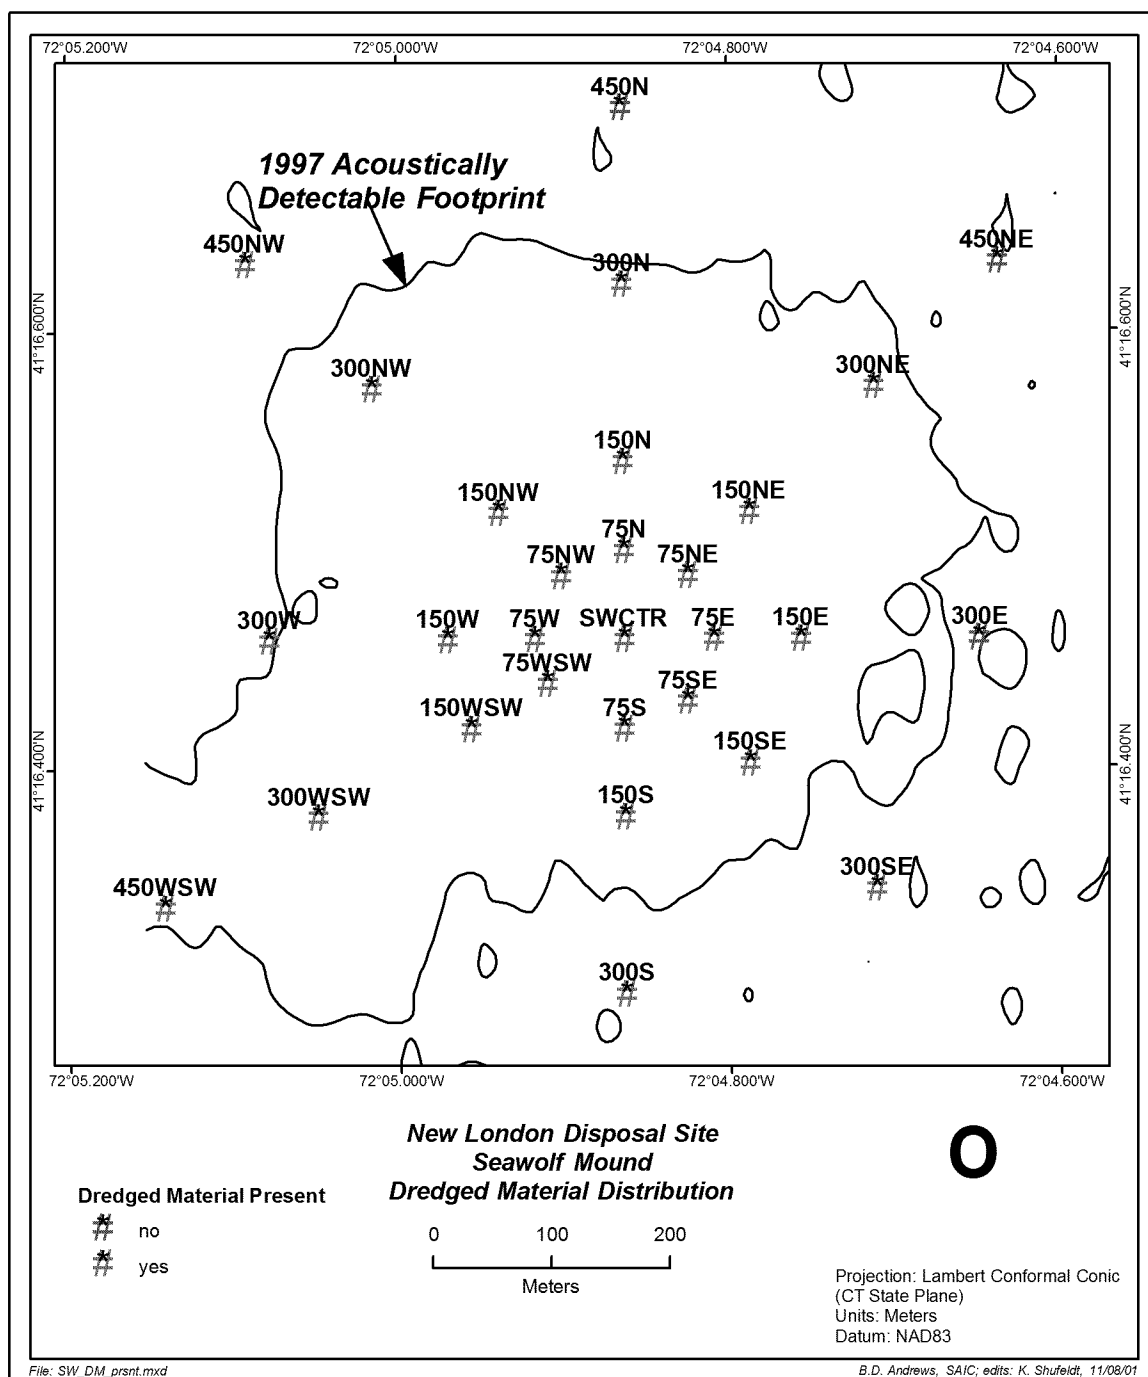 72°05.200'W 72°05.000'W 72°04.800'W 72°04.600'W
450N
1997 Acoustically
Detectable Footprint
450NW
450NE
300N
41°16.600'N
41°16.600'N
300NW
300NE
150N
150NW
150NE
75N
75NW
75NE
300W
150W
75W
SWCTR
75E
150E
300E
75WSW
75SE
150WSW
75S
150SE
41°16.400'N
41°16.400'N
300WSW
150S
450WSW
300SE
300S
72°05.200'W 72°05.000'W 72°04.800'W 72°04.600'W
New London Disposal Site
Seawolf Mound
Dredged Material Distribution
O
Dredged Material Present
no
yes
0 100 200
Meters
Projection: Lambert Conformal Conic
(CT State Plane)
Units: Meters
Datum: NAD83
File: SW_DM_prsnt.mxd
B.D. Andrews, SAIC; edits: K. Shufeldt, 11/08/01